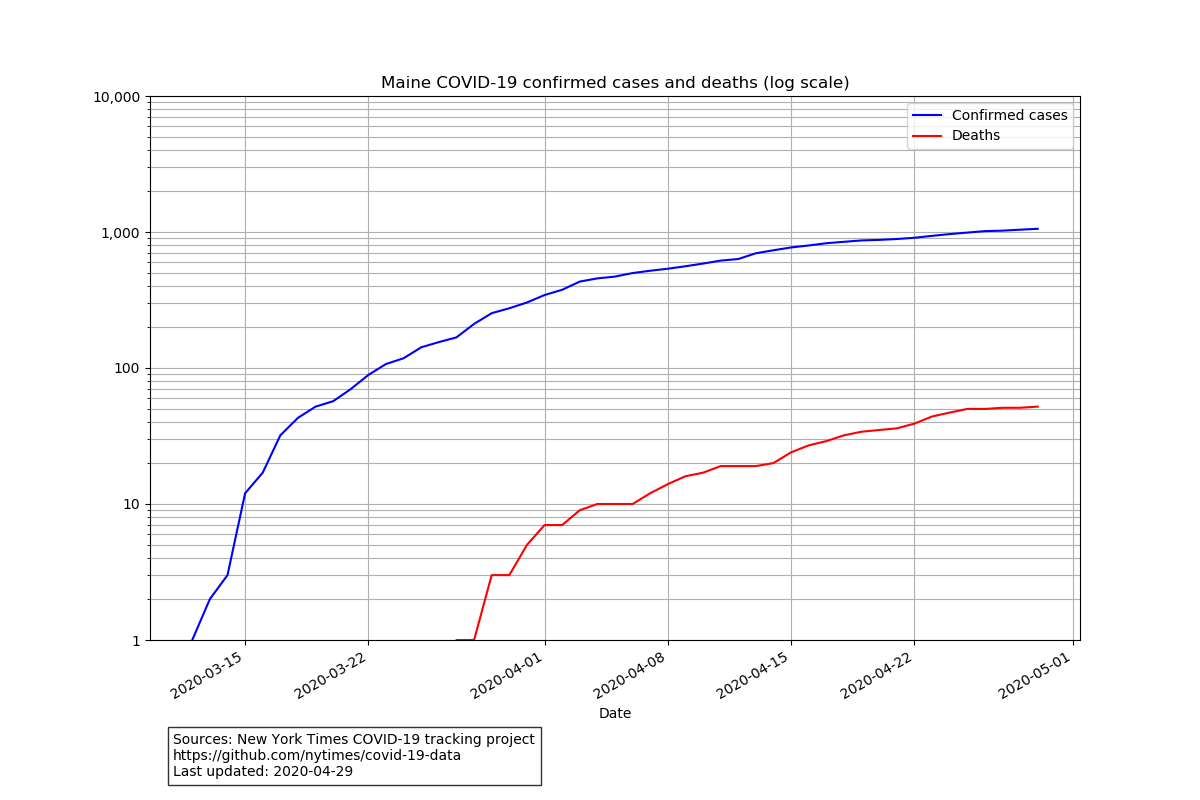 Maine COVID-19 confirmed cases and deaths (log scale)
10,000
1,000
100
10
1
Confirmed cases
Deaths
2020-03-15
2020-03-22
2020-04-01
2020-04-08
2020-04-15
2020-04-22
2020-05-01
Date
Sources: New York Times COVID-19 tracking project
https://github.com/nytimes/covid-19-data
Last updated: 2020-04-29